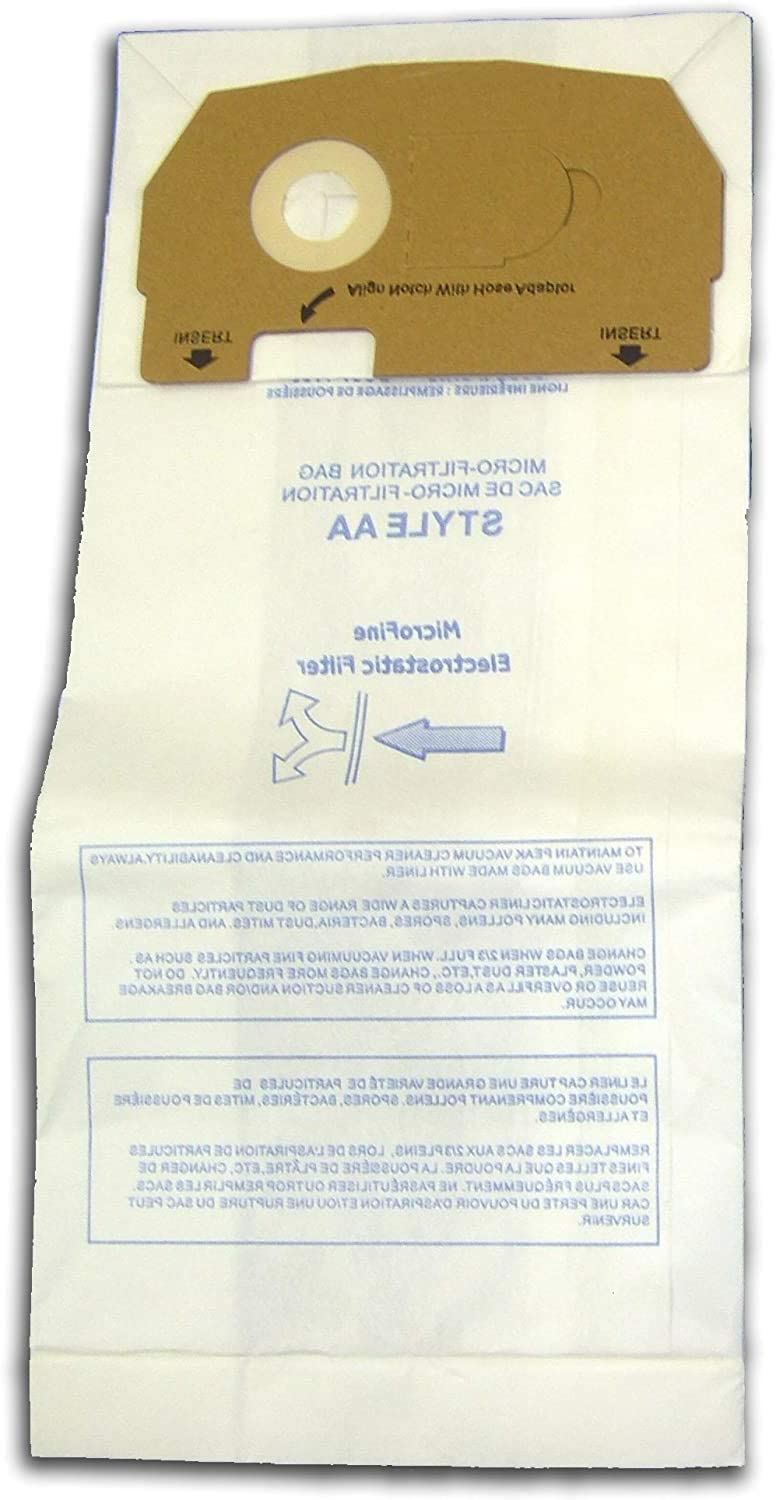 Align Notch With Hose Adaptor
INSERT
INSERT
LIGNE INFÉRIEURE : REMPLISSAGE DE POUSSIÈRE
MICRO-FILTRATION BAG
SAC DE MICRO-FILTRATION
STYLE AA
MicroFine
Electrostatic Filter
TO MAINTAIN PEAK VACUUM CLEANER PERFORMANCE AND CLEANABILITY.ALWAYS
USE VACUUM BAGS MADE WITH LINER.
ELECTROSTATIC LINER CAPTURES A WIDE RANGE OF DUST PARTICLES
INCLUDING MANY POLLENS, SPORES, BACTERIA,DUST MITES. AND ALLERGENS.
CHANGE BAGS WHEN 2/3 FULL. WHEN VACUUMING FINE PARTICLES SUCH AS.
POWDER, PLASTER DUST,ETC., CHANGE BAGS MORE FREQUENTLY. DO NOT
REUSE OR OVERFILL AS A LOSS OF CLEANER SUCTION AND/OR BAG BREAKAGE
MAY OCCUR.
LE LINER CAPTURE UNE GRANDE VARIETÉ DE PARTICULES DE
POUSSIÈRE COMPRENANT POLLENS. SPORES, BACTÉRIES, MITES DE POUSSIÈRE
ET ALLERGÈNES.
REMPLACER LES SACS AUX 2/3 PLEINS, LORS DE L'ASPIRATION DE PARTICULES
FINES TELLES QUE LA POUDRE. LA POUSSIÈRE DE PLÂTRE,ETC, CHANGER DE
SACS PLUS FRÉQUEMMENT. NE PAS RÉUTILISER OU TROP REMPLIR LES SACS.
CAR UNE PERTE DU POUVOIR D'ASPIRATION ET/OU UNE RUPTURE DU SAC PEUT
SURVENIR.